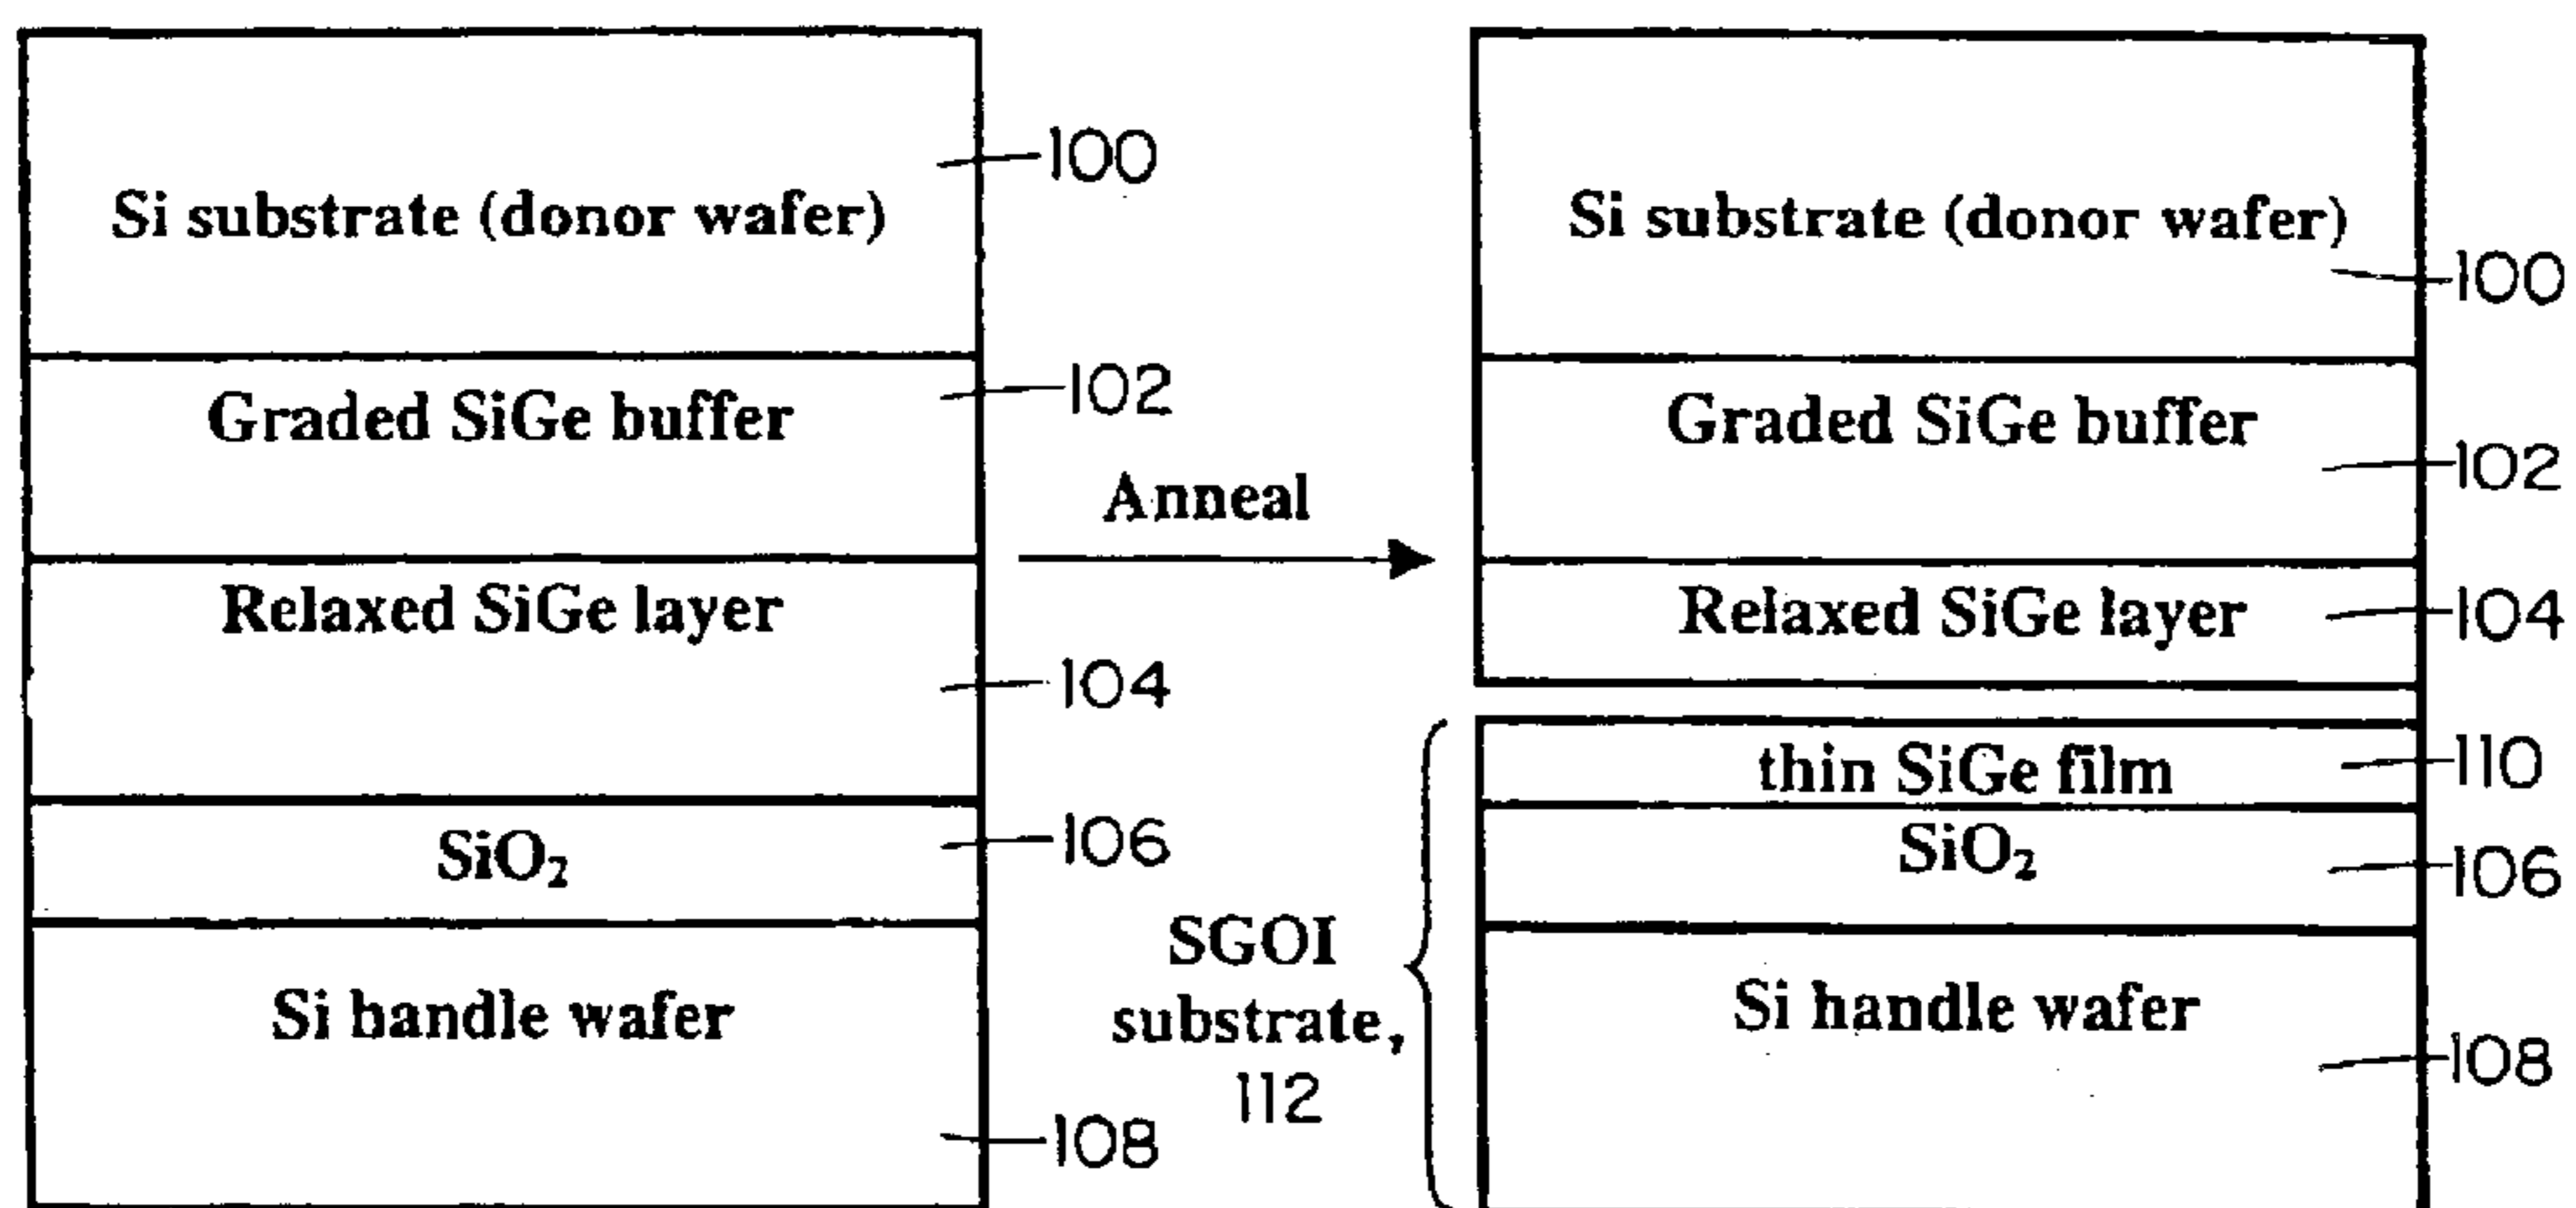 Si substrate (donor wafer)
100
Graded SiGe buffer
102
Relaxed SiGe layer
104
SiO₂
106
Si handle wafer
108
Anneal
Si substrate (donor wafer)
100
Graded SiGe buffer
102
Relaxed SiGe layer
104
thin SiGe film
110
SiO₂
106
Si handle wafer
108
SGOI
substrate,
112